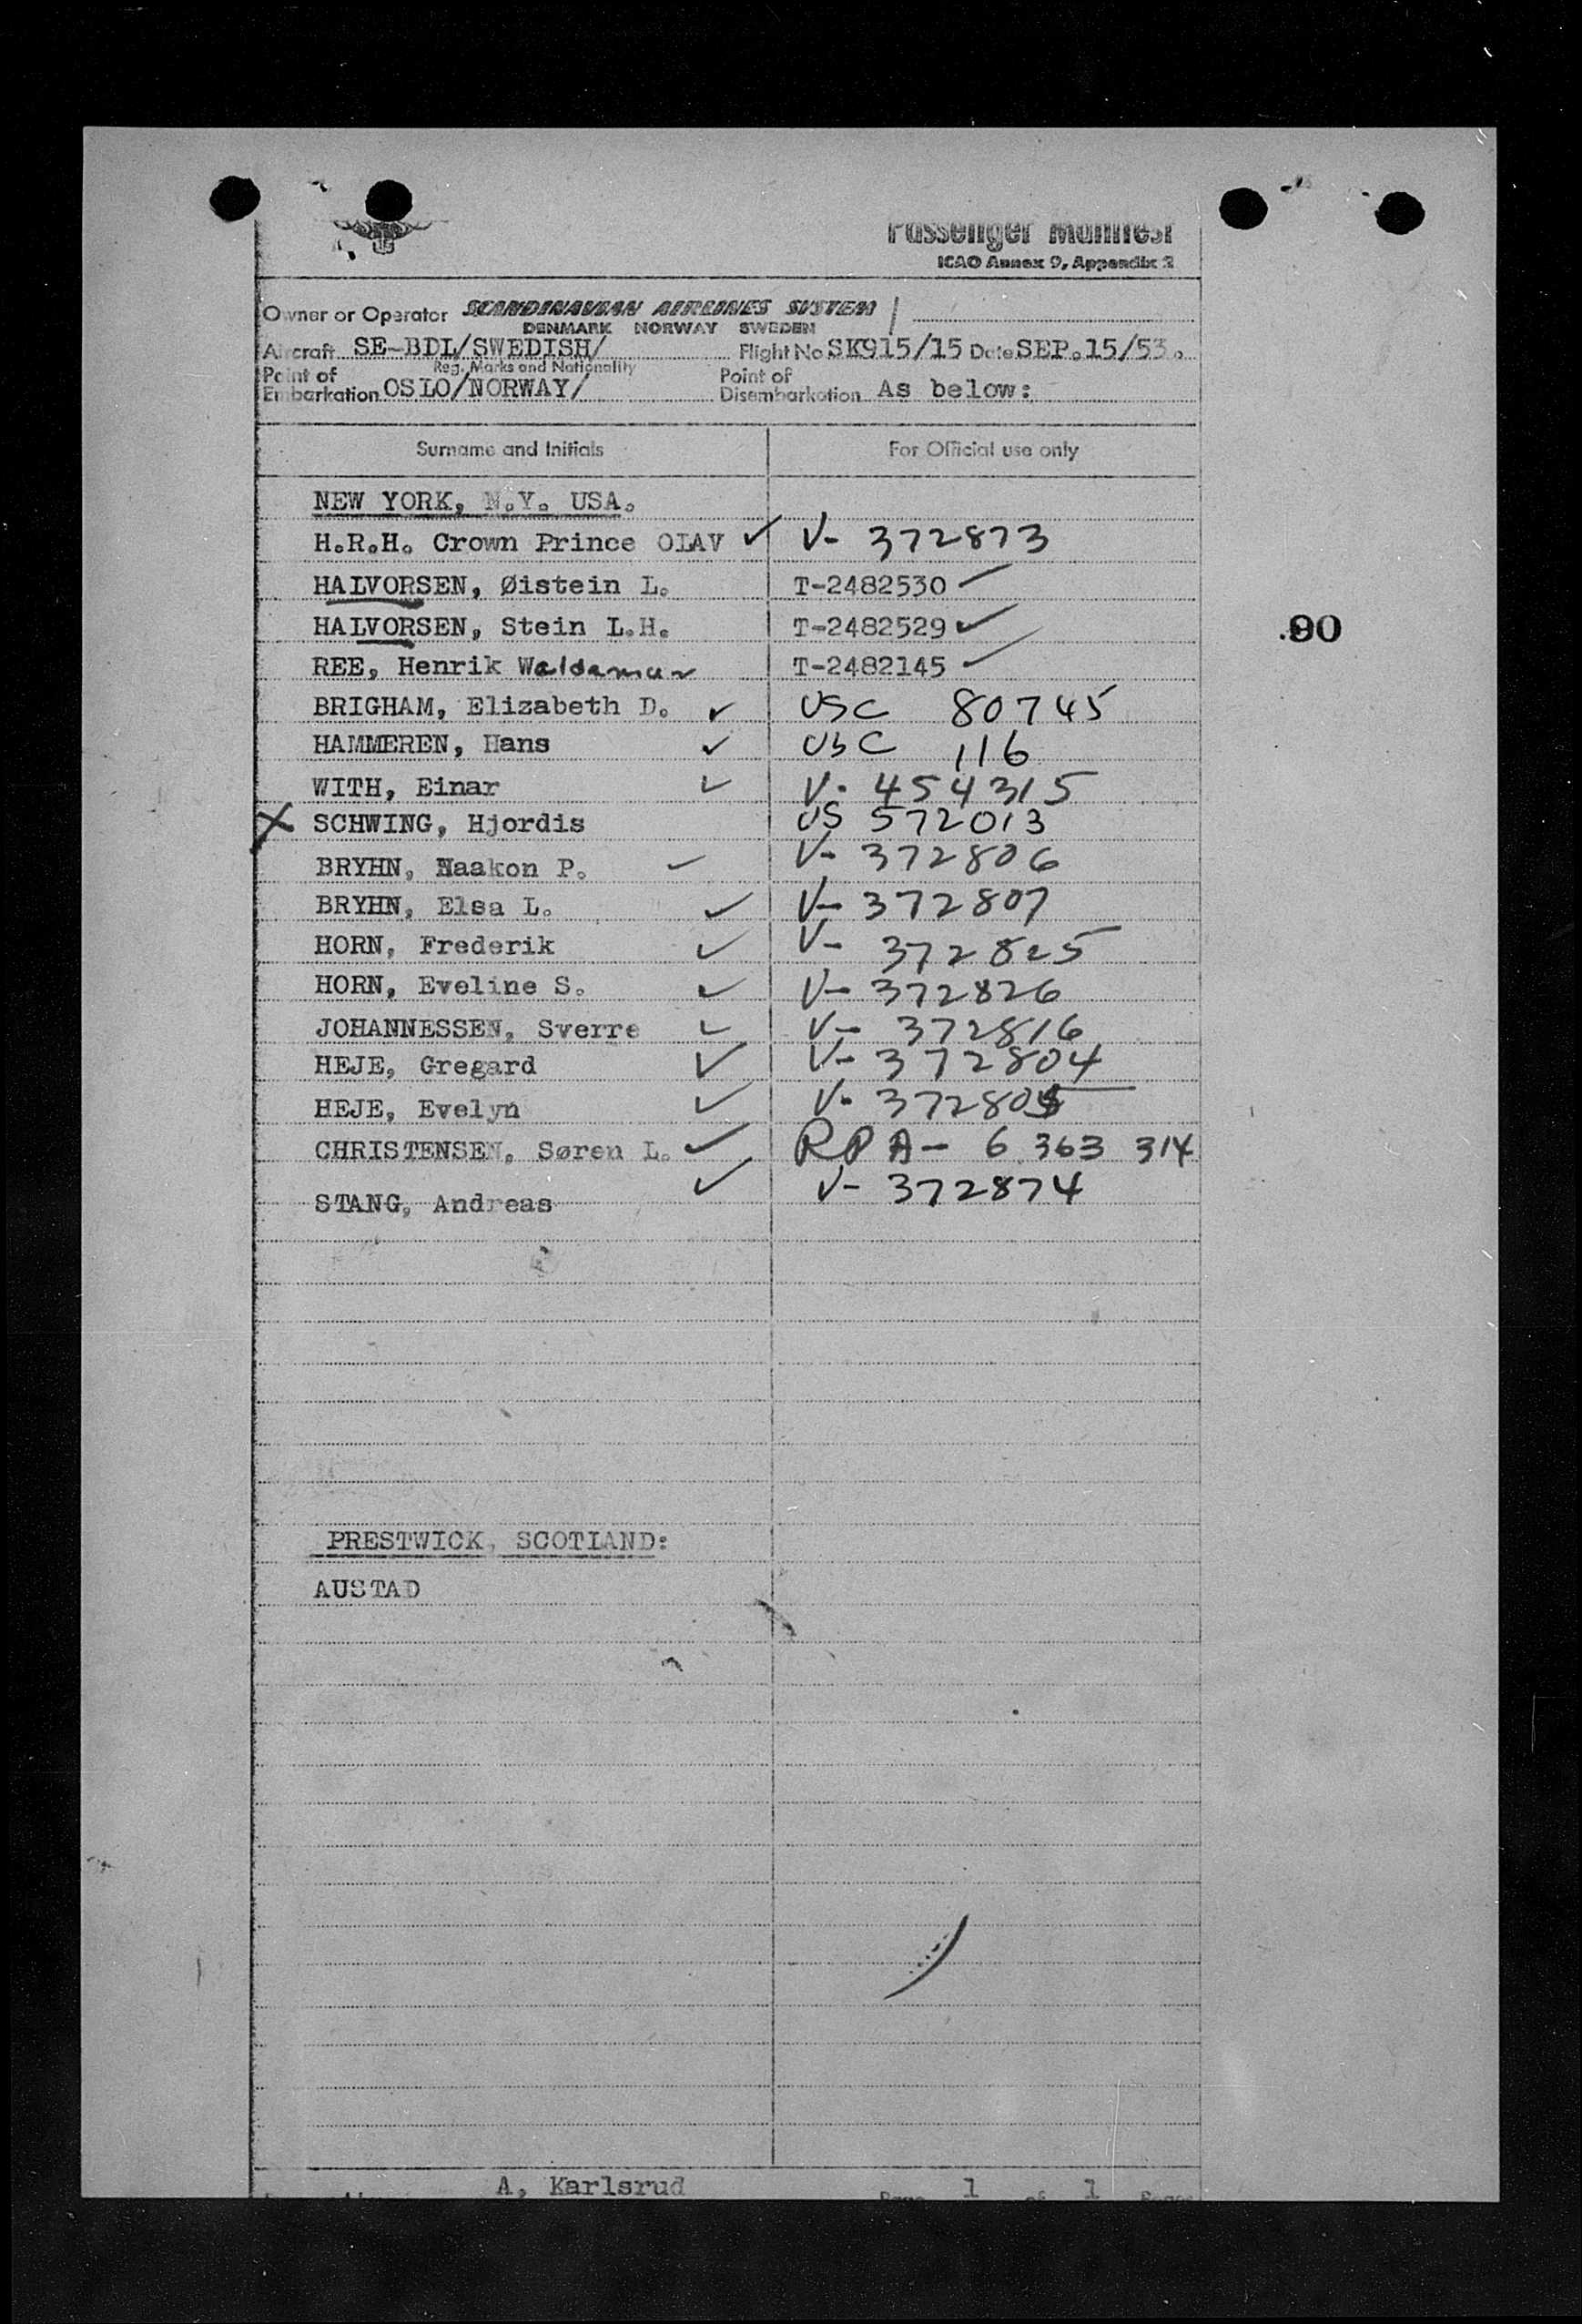 Passenger Manifest
ICAO Annex 9, Appendix 2
Owner or Operator SCANDINAVIAN AIRLINES SYSTEM
DENMARK NORWAY SWEDEN
Aircraft SE-BDL/SWEDISH/ Flight No SK915/15 Date SEP.15/53.
Reg. Marks and Nationality
Point of Embarkation OSLO/NORWAY/ Point of Disembarkation As below:
Surname and Initials For Official use only
NEW YORK, N.Y. USA.
H.R.H. Crown Prince OLAV ✓ V- 372873
HALVORSEN, Øistein L. T-2482530 ✓
90
HALVORSEN, Stein L.H. T-2482529 ✓
REE, Henrik Waldemar T-2482145 ✓
BRIGHAM, Elizabeth D. ✓ USC 80745
HAMMEREN, Hans ✓ USC 116
WITH, Einar ✓ V- 454315
X SCHWING, Hjordis US 572013
BRYHN, Haakon P. ✓ V- 372806
BRYHN, Elsa L. ✓ V- 372807
HORN, Frederik ✓ V- 372825
HORN, Eveline S. ✓ V- 372826
JOHANNESSEN, Sverre ✓ V- 372816
HEJE, Gregard ✓ V- 372804
HEJE, Evelyn ✓ V- 372805
CHRISTENSEN, Søren L. ✓ RPA- 6 363 314
STANG, Andreas ✓ V- 372874
PRESTWICK, SCOTLAND:
AUSTAD
A, Karlsrud
Page 1 of 1 Pages